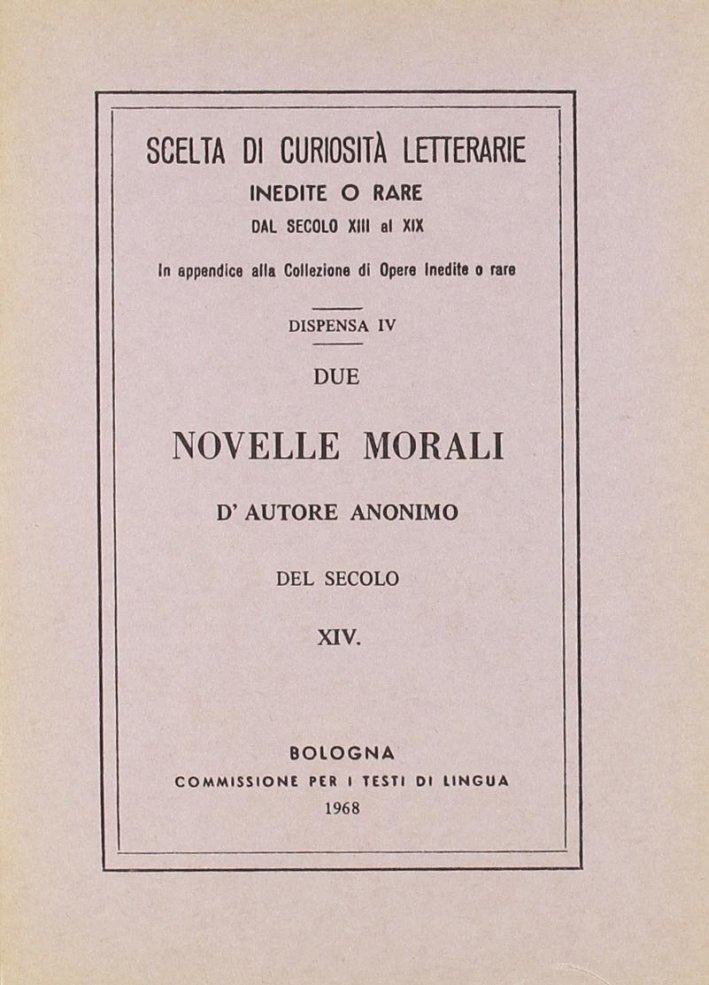 SCELTA DI CURIOSITÀ LETTERARIE
INEDITE O RARE
DAL SECOLO XIII al XIX
In appendice alla Collezione di Opere Inedite o rare
DISPENSA IV
DUE
NOVELLE MORALI
D' AUTORE ANONIMO
DEL SECOLO
XIV.
BOLOGNA
COMMISSIONE PER I TESTI DI LINGUA
1968